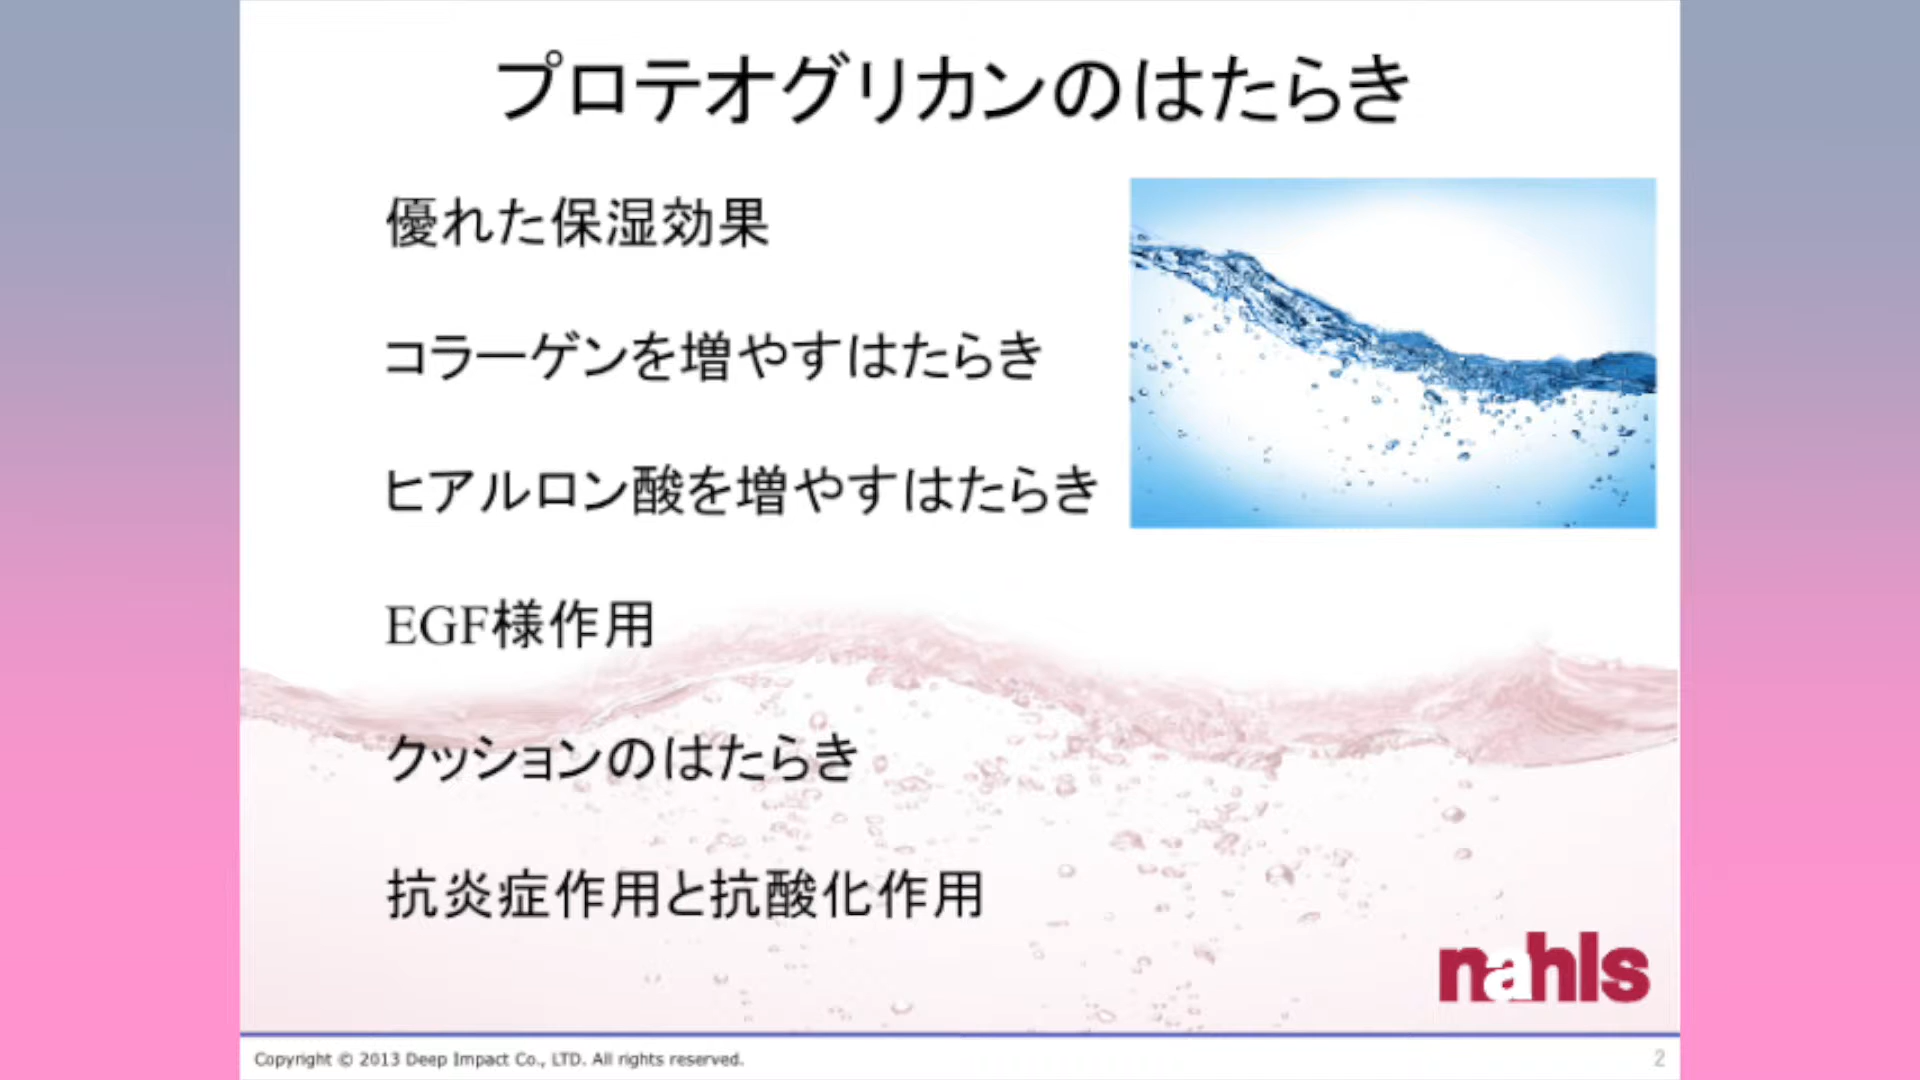 プロテオグリカンのはたらき
優れた保湿効果
コラーゲンを増やすはたらき
ヒアルロン酸を増やすはたらき
EGF様作用
クッションのはたらき
抗炎症作用と抗酸化作用
nahls
Copyright © 2013 Deep Impact Co., LTD. All rights reserved.
2